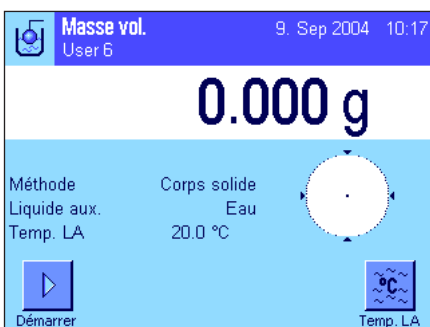 Masse vol. 9. Sep 2004 10:17
User 6
0.000 g
Méthode Corps solide
Liquide aux. Eau
Temp. LA 20.0 °C
°C
Démarrer Temp. LA